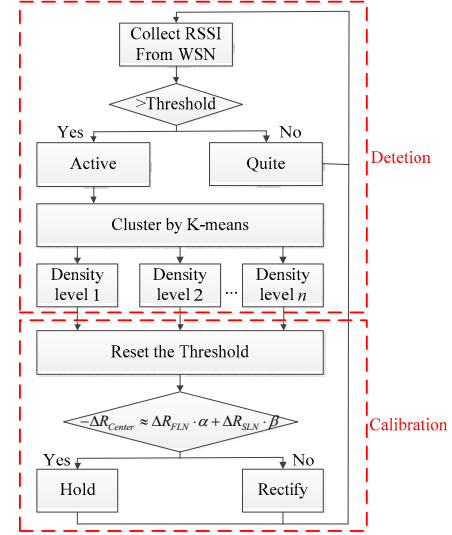 Collect RSSI
From WSN
>Threshold
Yes
No
Active
Quite
Detetion
Cluster by K-means
Density
level 1
Density
level 2
...
Density
level n
Reset the Threshold
−ΔR_Center ≈ ΔR_FLN · α + ΔR_SLN · β
Calibration
Yes
No
Hold
Rectify